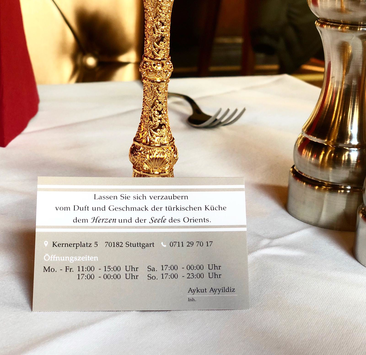 Lassen Sie sich verzaubern
vom Duft und Geschmack der türkischen Küche
dem Herzen und der Seele des Orients.
Kernerplatz 5 70182 Stuttgart 0711 29 70 17
Öffnungszeiten
Mo. - Fr. 11:00 - 15:00 Uhr Sa. 17:00 - 00:00 Uhr
17:00 - 00:00 Uhr So. 17:00 - 23:00 Uhr
Aykut Ayyildiz
Inh.